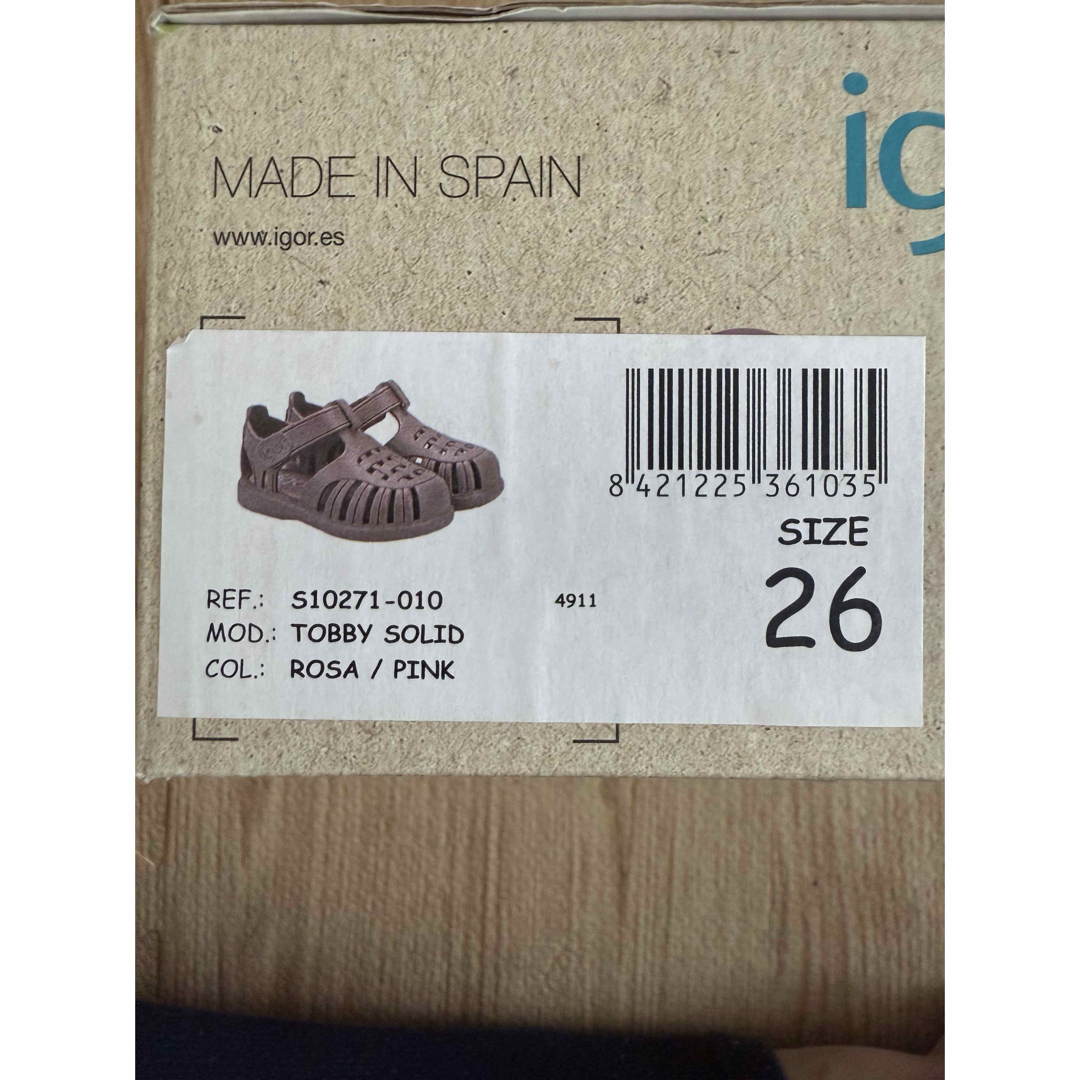 MADE IN SPAIN
www.igor.es
ig
8 421225 361035
SIZE
26
REF.: S10271-010 4911
MOD.: TOBBY SOLID
COL.: ROSA / PINK